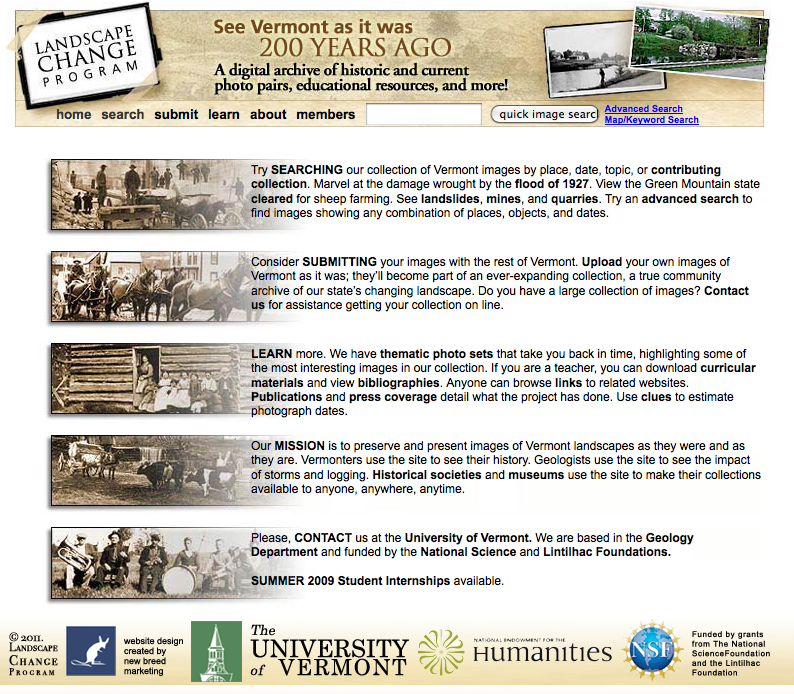 LANDSCAPE
CHANGE
PROGRAM
See Vermont as it was
200 YEARS AGO
A digital archive of historic and current
photo pairs, educational resources, and more!
home search submit learn about members
quick image searc
Advanced Search
Map/Keyword Search
Try SEARCHING our collection of Vermont images by place, date, topic, or contributing
collection. Marvel at the damage wrought by the flood of 1927. View the Green Mountain state
cleared for sheep farming. See landslides, mines, and quarries. Try an advanced search to
find images showing any combination of places, objects, and dates.
Consider SUBMITTING your images with the rest of Vermont. Upload your own images of
Vermont as it was; they'll become part of an ever-expanding collection, a true community
archive of our state's changing landscape. Do you have a large collection of images? Contact
us for assistance getting your collection on line.
LEARN more. We have thematic photo sets that take you back in time, highlighting some of
the most interesting images in our collection. If you are a teacher, you can download curricular
materials and view bibliographies. Anyone can browse links to related websites.
Publications and press coverage detail what the project has done. Use clues to estimate
photograph dates.
Our MISSION is to preserve and present images of Vermont landscapes as they were and as
they are. Vermonters use the site to see their history. Geologists use the site to see the impact
of storms and logging. Historical societies and museums use the site to make their collections
available to anyone, anywhere, anytime.
Please, CONTACT us at the University of Vermont. We are based in the Geology
Department and funded by the National Science and Lintilhac Foundations.
SUMMER 2009 Student Internships available.
© 2011.
LANDSCAPE
CHANGE
PROGRAM
website design
created by
new breed
marketing
The
UNIVERSITY
of VERMONT
NATIONAL ENDOWMENT FOR THE
Humanities
NSF
Funded by grants
from The National
ScienceFoundation
and the Lintilhac
Foundation